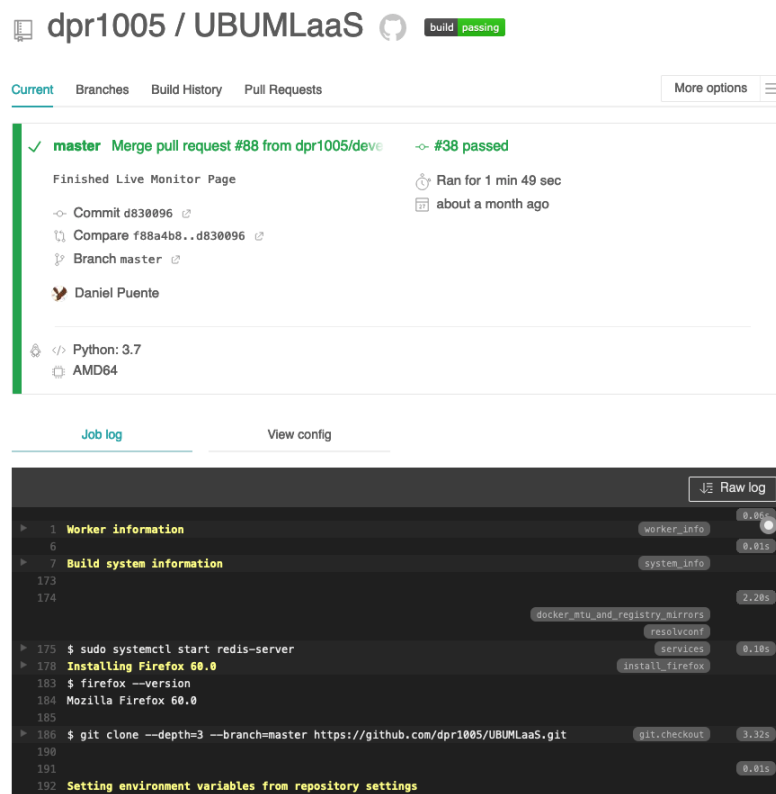 dpr1005 / UBUMLaaS build passing
Current Branches Build History Pull Requests More options
master Merge pull request #88 from dpr1005/deve
#38 passed
Finished Live Monitor Page
Ran for 1 min 49 sec
about a month ago
Commit d830096
Compare f88a4b8..d830096
Branch master
Daniel Puente
Python: 3.7
AMD64
Job log View config
Raw log
0.06s
1 Worker information worker_info
6 0.01s
7 Build system information system_info
173
174 2.20s
docker_mtu_and_registry_mirrors
resolvconf
175 $ sudo systemctl start redis-server services 0.10s
178 Installing Firefox 60.0 install_firefox
183 $ firefox --version
184 Mozilla Firefox 60.0
185
186 $ git clone --depth=3 --branch=master https://github.com/dpr1005/UBUMLaaS.git git.checkout 3.32s
190
191 0.01s
192 Setting environment variables from repository settings